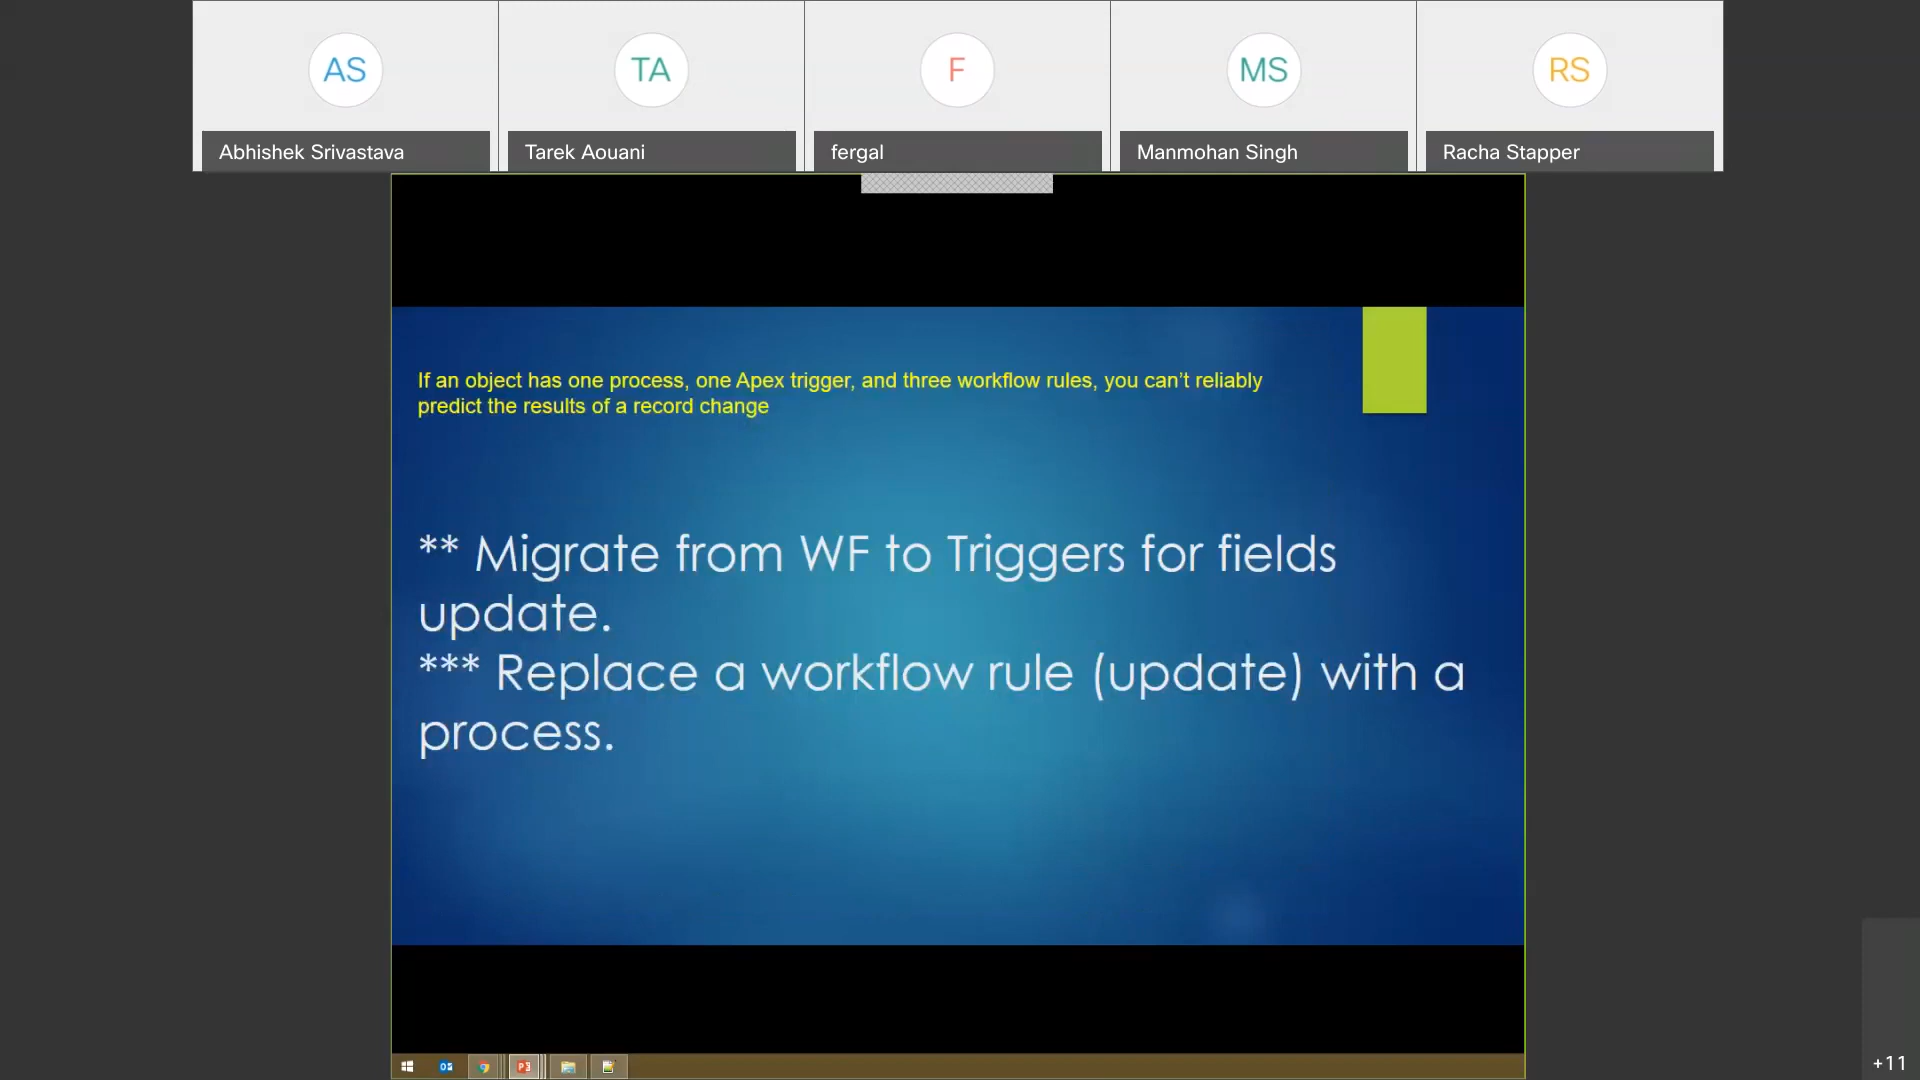 AS
TA
F
MS
RS
Abhishek Srivastava
Tarek Aouani
fergal
Manmohan Singh
Racha Stapper
If an object has one process, one Apex trigger, and three workflow rules, you can’t reliably
predict the results of a record change
** Migrate from WF to Triggers for fields
update.
*** Replace a workflow rule (update) with a
process.
+11